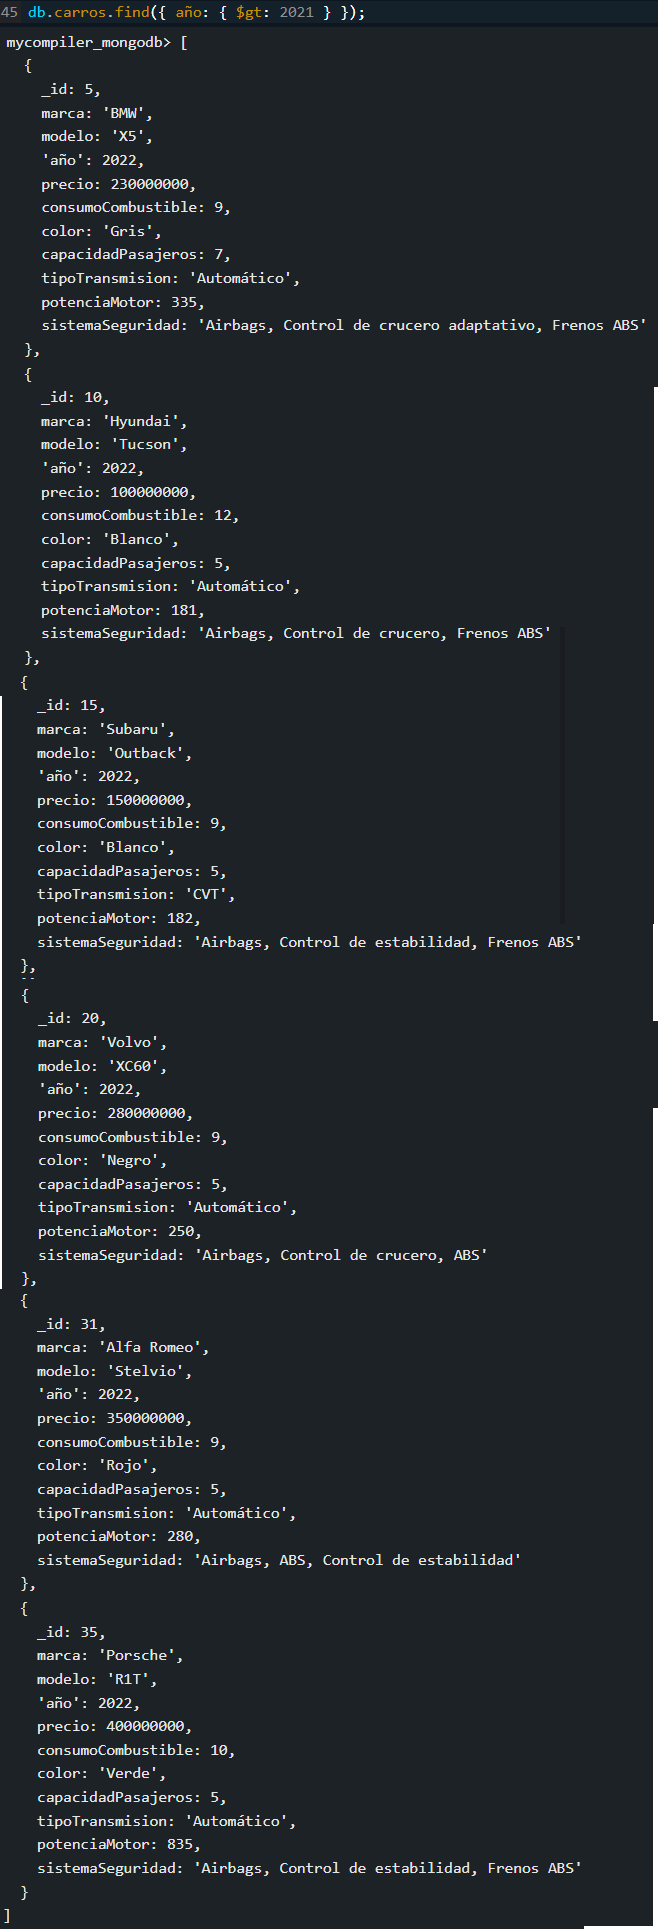 45 db.carros.find({ año: { $gt: 2021 } });
mycompiler_mongodb> [
{
_id: 5,
marca: 'BMW',
modelo: 'X5',
'año': 2022,
precio: 230000000,
consumoCombustible: 9,
color: 'Gris',
capacidadPasajeros: 7,
tipoTransmision: 'Automático',
potenciaMotor: 335,
sistemaSeguridad: 'Airbags, Control de crucero adaptativo, Frenos ABS'
},
{
_id: 10,
marca: 'Hyundai',
modelo: 'Tucson',
'año': 2022,
precio: 100000000,
consumoCombustible: 12,
color: 'Blanco',
capacidadPasajeros: 5,
tipoTransmision: 'Automático',
potenciaMotor: 181,
sistemaSeguridad: 'Airbags, Control de crucero, Frenos ABS'
},
{
_id: 15,
marca: 'Subaru',
modelo: 'Outback',
'año': 2022,
precio: 150000000,
consumoCombustible: 9,
color: 'Blanco',
capacidadPasajeros: 5,
tipoTransmision: 'CVT',
potenciaMotor: 182,
sistemaSeguridad: 'Airbags, Control de estabilidad, Frenos ABS'
},
{
_id: 20,
marca: 'Volvo',
modelo: 'XC60',
'año': 2022,
precio: 280000000,
consumoCombustible: 9,
color: 'Negro',
capacidadPasajeros: 5,
tipoTransmision: 'Automático',
potenciaMotor: 250,
sistemaSeguridad: 'Airbags, Control de crucero, ABS'
},
{
_id: 31,
marca: 'Alfa Romeo',
modelo: 'Stelvio',
'año': 2022,
precio: 350000000,
consumoCombustible: 9,
color: 'Rojo',
capacidadPasajeros: 5,
tipoTransmision: 'Automático',
potenciaMotor: 280,
sistemaSeguridad: 'Airbags, ABS, Control de estabilidad'
},
{
_id: 35,
marca: 'Porsche',
modelo: 'R1T',
'año': 2022,
precio: 400000000,
consumoCombustible: 10,
color: 'Verde',
capacidadPasajeros: 5,
tipoTransmision: 'Automático',
potenciaMotor: 835,
sistemaSeguridad: 'Airbags, Control de estabilidad, Frenos ABS'
}
]